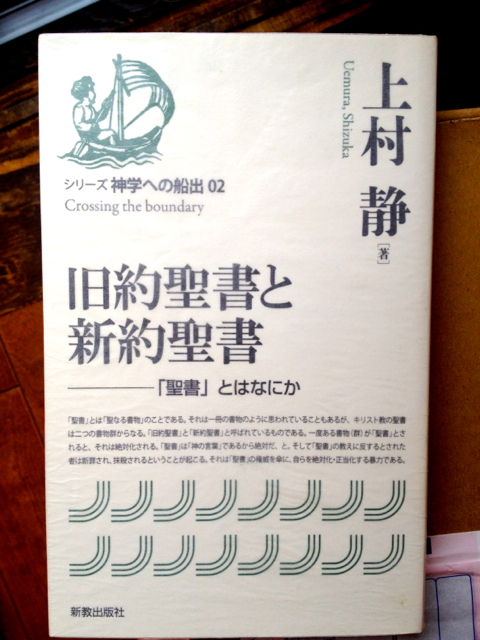 上村 静
[著]
Uemura, Shizuka
シリーズ 神学への船出 02
Crossing the boundary
旧約聖書と
新約聖書
――「聖書」とはなにか
「聖書」とは「聖なる書物」のことである。それは一冊の書物のように思われていることもあるが、キリスト教の聖書
は二つの書物群からなる。「旧約聖書」と「新約聖書」と呼ばれているものである。一度ある書物（群）が「聖書」とさ
れると、それは絶対化される。「聖書」は「神の言葉」であるから絶対だ、と。そして「聖書」の教えに反するとされた
者は断罪され、抹殺されるということが起こる。それは「聖書」の権威を傘に、自らを絶対化・正当化する暴力である。
新教出版社